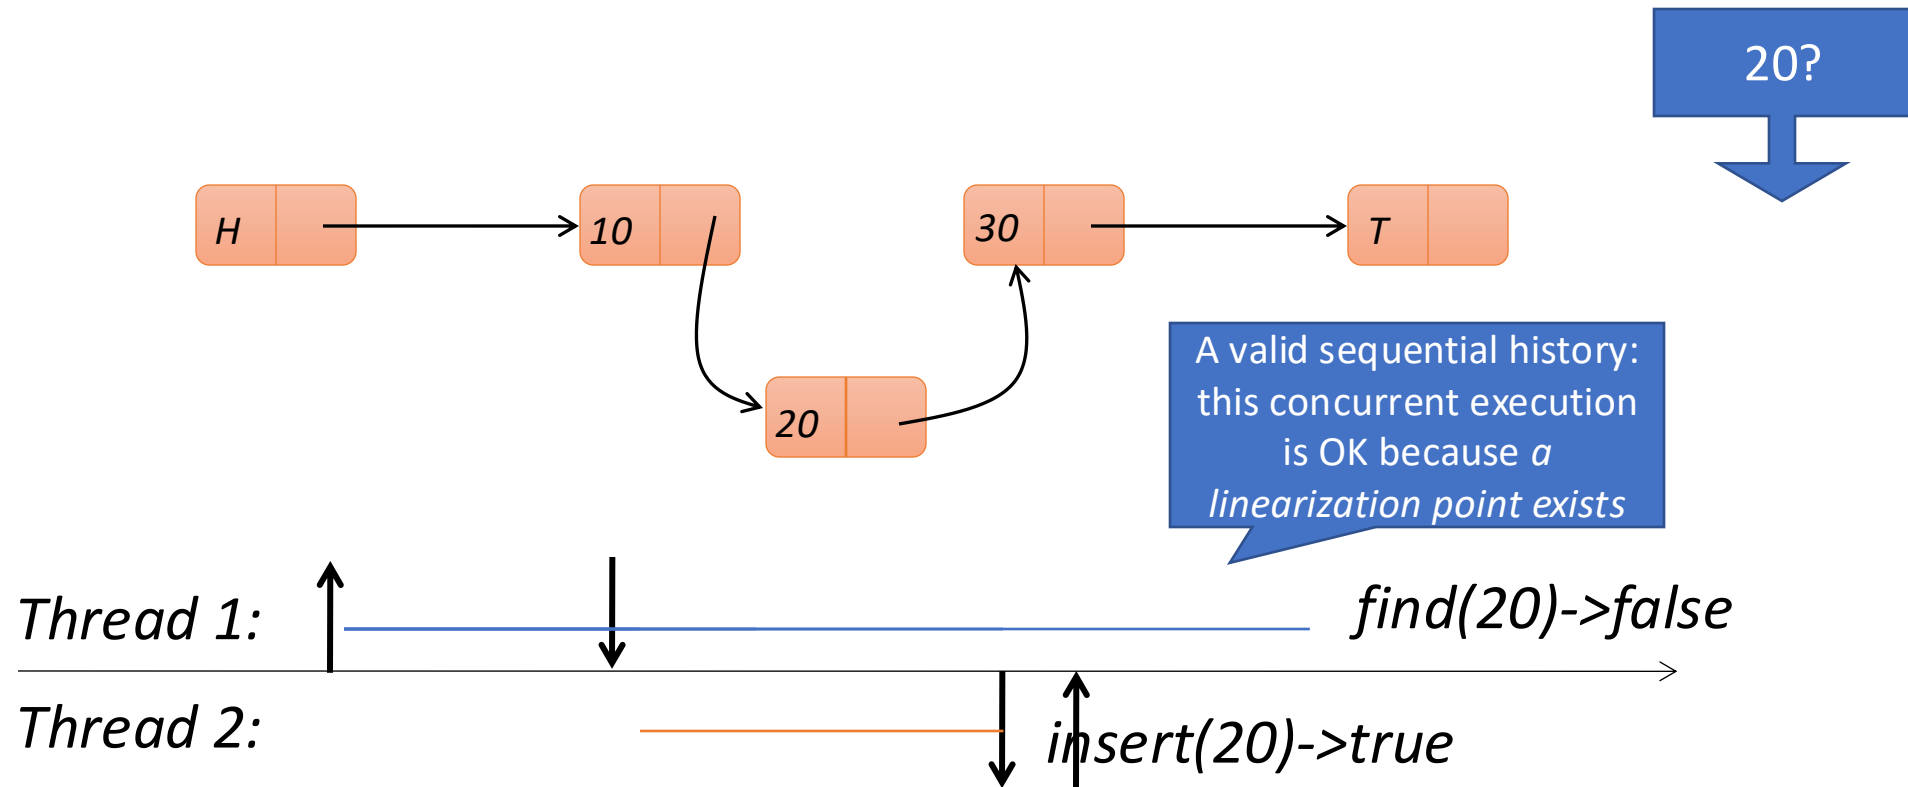 20?
H
10
30
T
20
A valid sequential history:
this concurrent execution
is OK because a
linearization point exists
Thread 1:
find(20)->false
Thread 2:
insert(20)->true